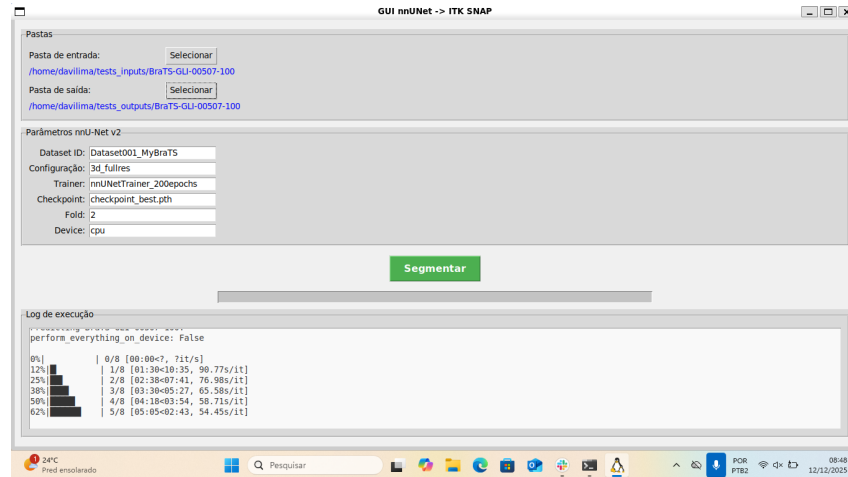 GUI nnUNet -> ITK SNAP
Pastas
Pasta de entrada: Selecionar
/home/davilima/tests_inputs/BraTS-GLI-00507-100
Pasta de saída: Selecionar
/home/davilima/tests_outputs/BraTS-GLI-00507-100
Parâmetros nnU-Net v2
Dataset ID: Dataset001_MyBraTS
Configuração: 3d_fullres
Trainer: nnUNetTrainer_200epochs
Checkpoint: checkpoint_best.pth
Fold: 2
Device: cpu
Segmentar
Log de execução
perform_everything_on_device: False
0%| | 0/8 [00:00<?, ?it/s]
12%| | 1/8 [01:30<10:35, 90.77s/it]
25%| | 2/8 [02:38<07:41, 76.98s/it]
38%| | 3/8 [03:30<05:27, 65.58s/it]
50%| | 4/8 [04:18<03:54, 58.71s/it]
62%| | 5/8 [05:05<02:43, 54.45s/it]
1
24°C
Pred ensolarado
Pesquisar
POR
PTB2
08:48
12/12/2025